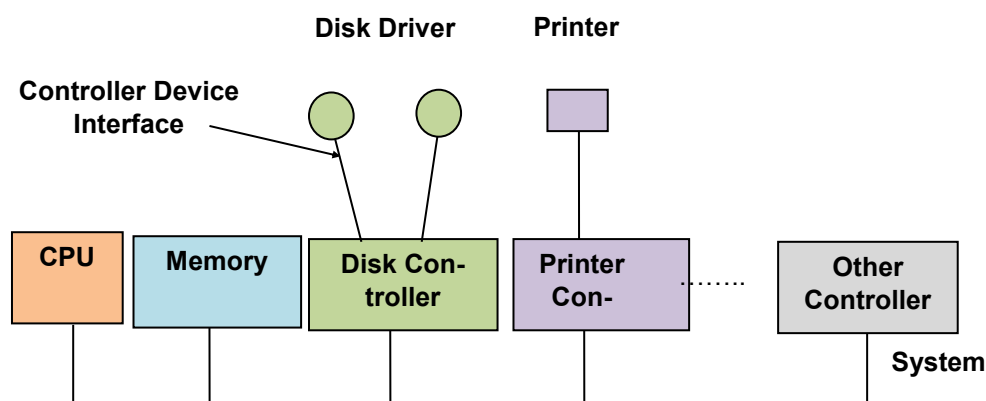 Disk Driver
Printer
Controller Device
Interface
CPU
Memory
Disk Con-
troller
Printer
Con-
........
Other
Controller
System